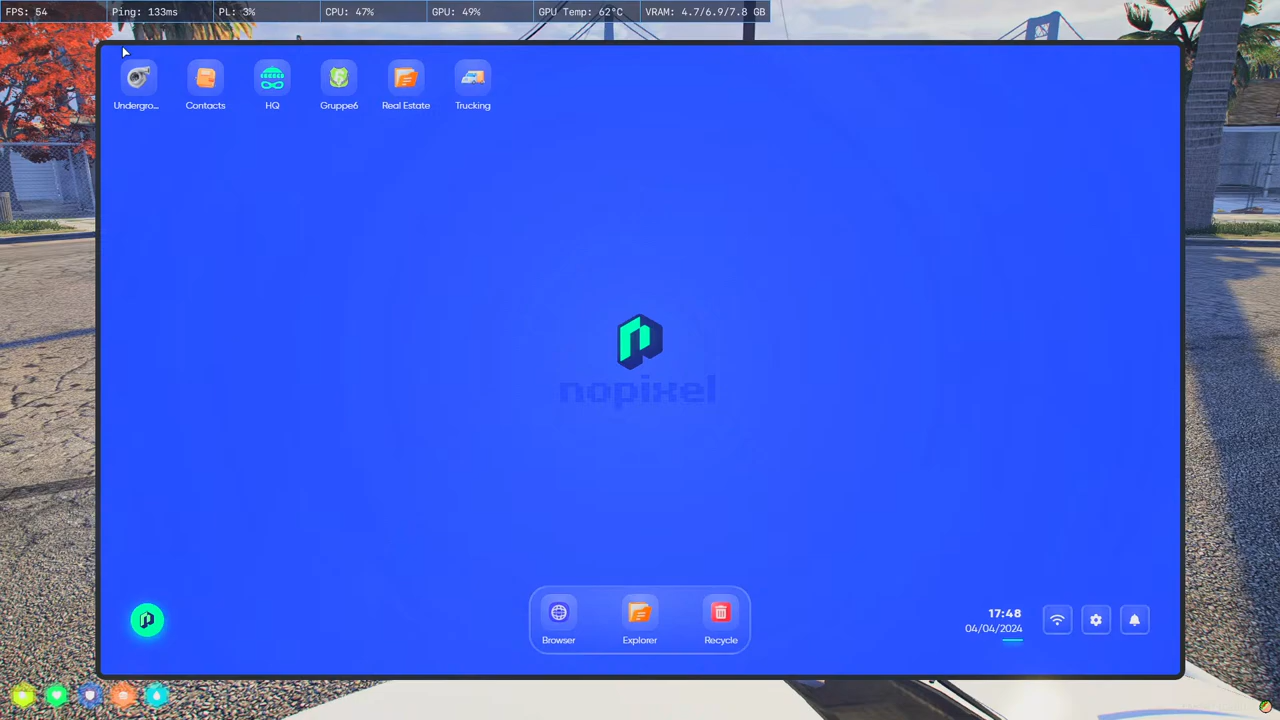 FPS: 54 Ping: 133ms PL: 3% CPU: 47% GPU: 49% GPU Temp: 62°C VRAM: 4.7/6.9/7.8 GB
Undergro... Contacts HQ Gruppe6 Real Estate Trucking
nopixel
Browser Explorer Recycle
17:48
04/04/2024